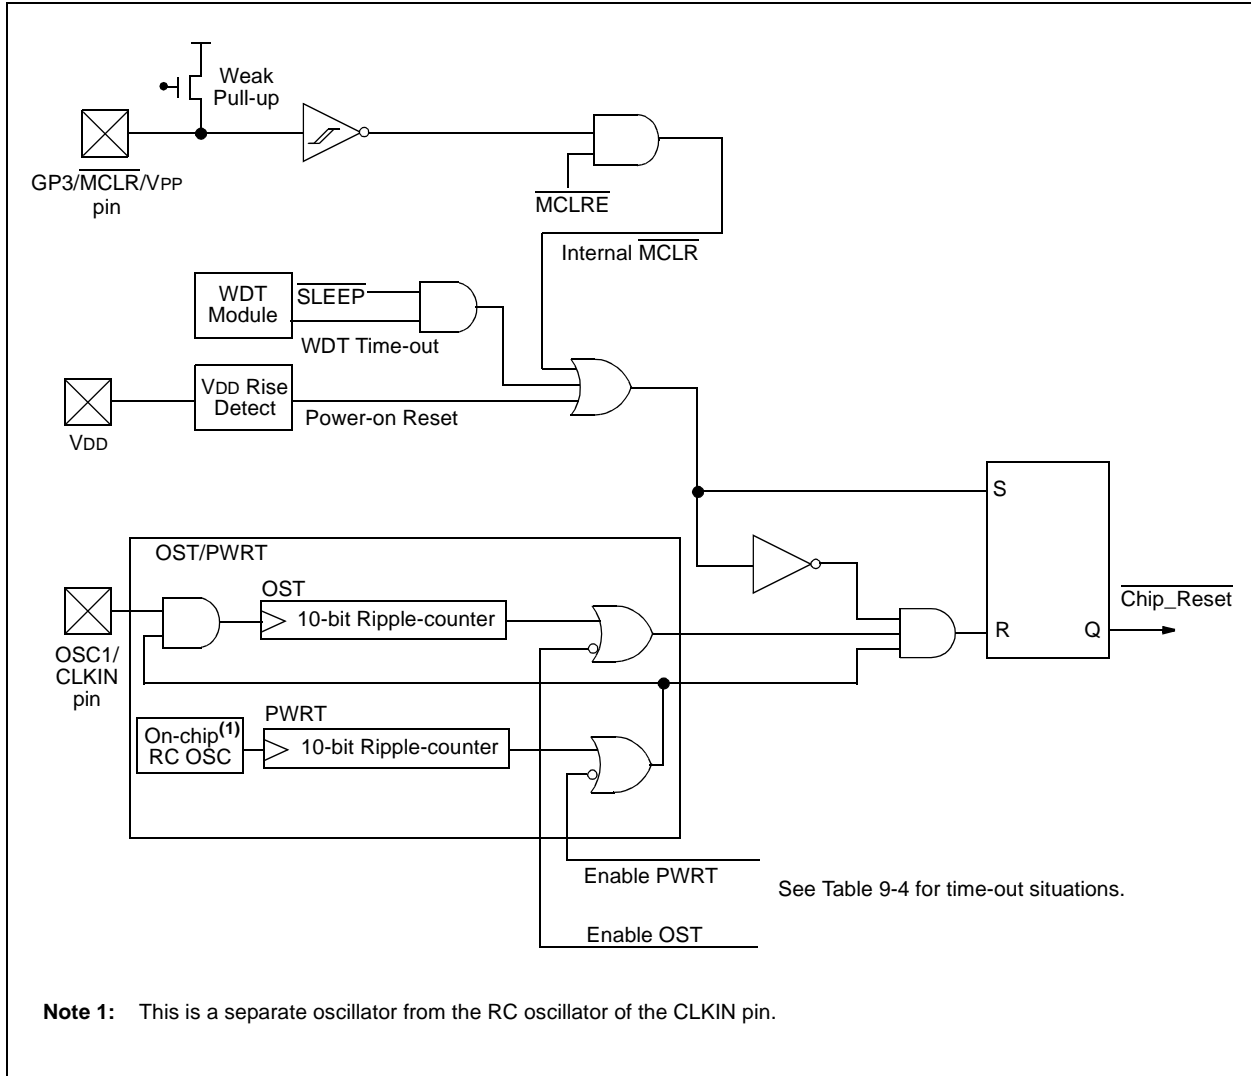 Weak
Pull-up
GP3/MCLR/VPP
pin
MCLRE
Internal MCLR
WDT
Module
SLEEP
WDT Time-out
VDD Rise
Detect
Power-on Reset
VDD
S
OST/PWRT
OST
10-bit Ripple-counter
Chip_Reset
R
Q
OSC1/
CLKIN
pin
PWRT
On-chip(1)
RC OSC
10-bit Ripple-counter
Enable PWRT
See Table 9-4 for time-out situations.
Enable OST
Note 1: This is a separate oscillator from the RC oscillator of the CLKIN pin.